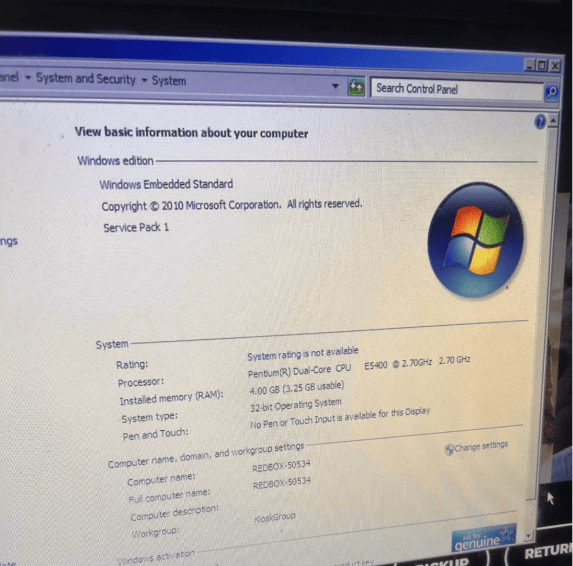 anel ▾ System and Security ▾ System
Search Control Panel
View basic information about your computer
Windows edition
Windows Embedded Standard
Copyright © 2010 Microsoft Corporation. All rights reserved.
Service Pack 1
ngs
System
Rating: System rating is not available
Processor: Pentium(R) Dual-Core CPU E5400 @ 2.70GHz 2.70 GHz
Installed memory (RAM): 4.00 GB (3.25 GB usable)
System type: 32-bit Operating System
Pen and Touch: No Pen or Touch Input is available for this Display
Computer name, domain, and workgroup settings
Computer name: REDBOX-50534
Change settings
Full computer name: REDBOX-50534
Computer description:
Workgroup: KioskGroup
Windows activation
ask for
genuine
PICKUP
RETURN